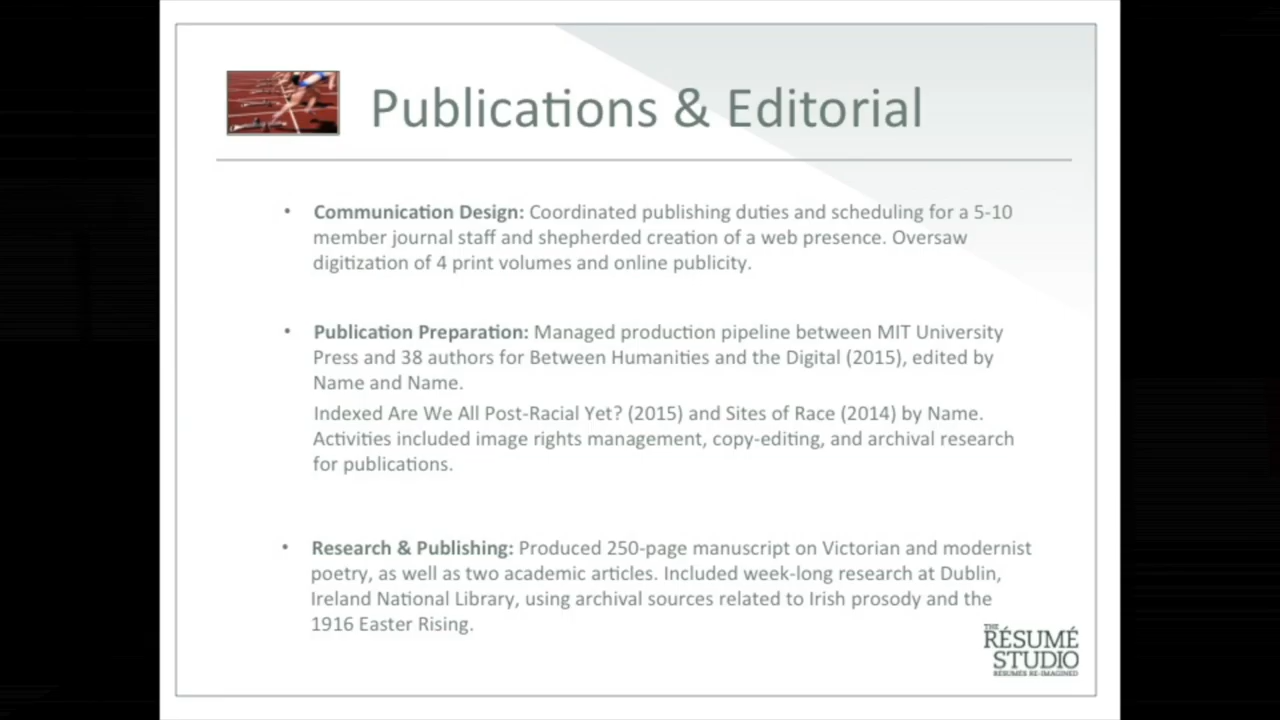 Publications & Editorial
• Communication Design: Coordinated publishing duties and scheduling for a 5-10
member journal staff and shepherded creation of a web presence. Oversaw
digitization of 4 print volumes and online publicity.
• Publication Preparation: Managed production pipeline between MIT University
Press and 38 authors for Between Humanities and the Digital (2015), edited by
Name and Name.
Indexed Are We All Post-Racial Yet? (2015) and Sites of Race (2014) by Name.
Activities included image rights management, copy-editing, and archival research
for publications.
• Research & Publishing: Produced 250-page manuscript on Victorian and modernist
poetry, as well as two academic articles. Included week-long research at Dublin,
Ireland National Library, using archival sources related to Irish prosody and the
1916 Easter Rising.
THE
RÉSUMÉ
STUDIO
RÉSUMÉS RE-IMAGINED